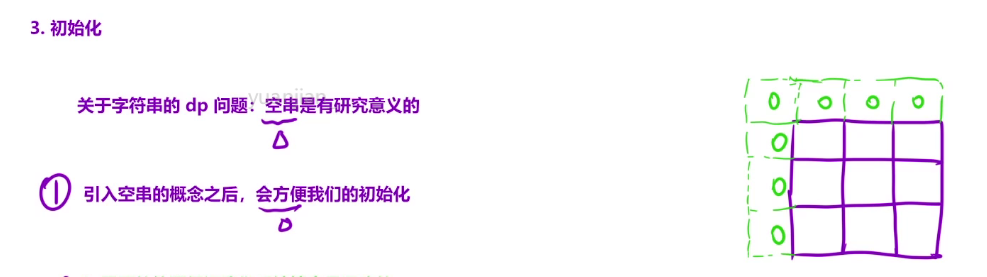 3. 初始化
关于字符串的 dp 问题：空串是有研究意义的
yuanjian
① 引入空串的概念之后，会方便我们的初始化
0 0 0 0
0
0
0